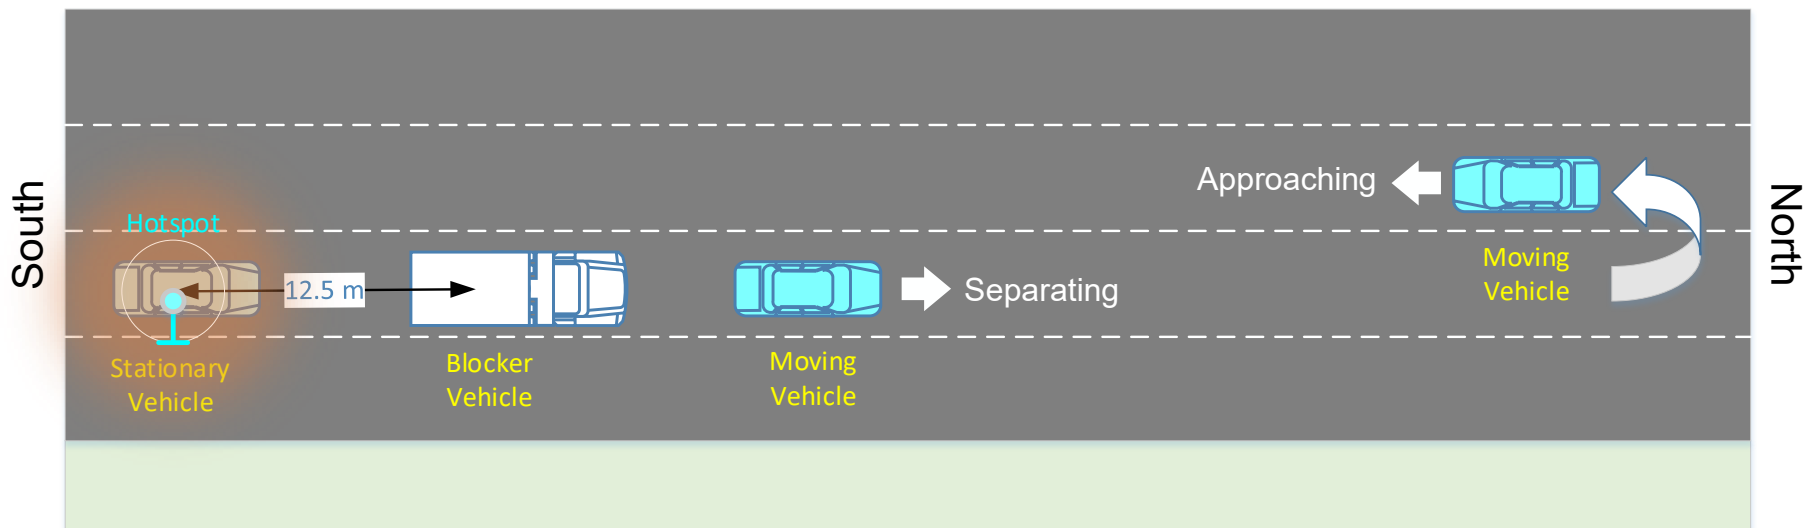 South
Hotspot
12.5 m
Stationary
Vehicle
Blocker
Vehicle
Moving
Vehicle
Separating
Approaching
Moving
Vehicle
North